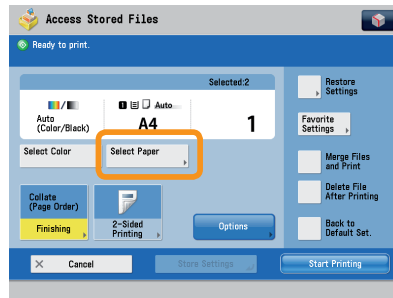 Access Stored Files
Ready to print.
Selected:2
Auto
(Color/Black)
1 Auto
A4
1
Select Color
Select Paper
Collate
(Page Order)
Finishing
2-Sided
Printing
Options
Restore
Settings
Favorite
Settings
Merge Files
and Print
Delete File
After Printing
Back to
Default Set.
Cancel
Store Settings
Start Printing